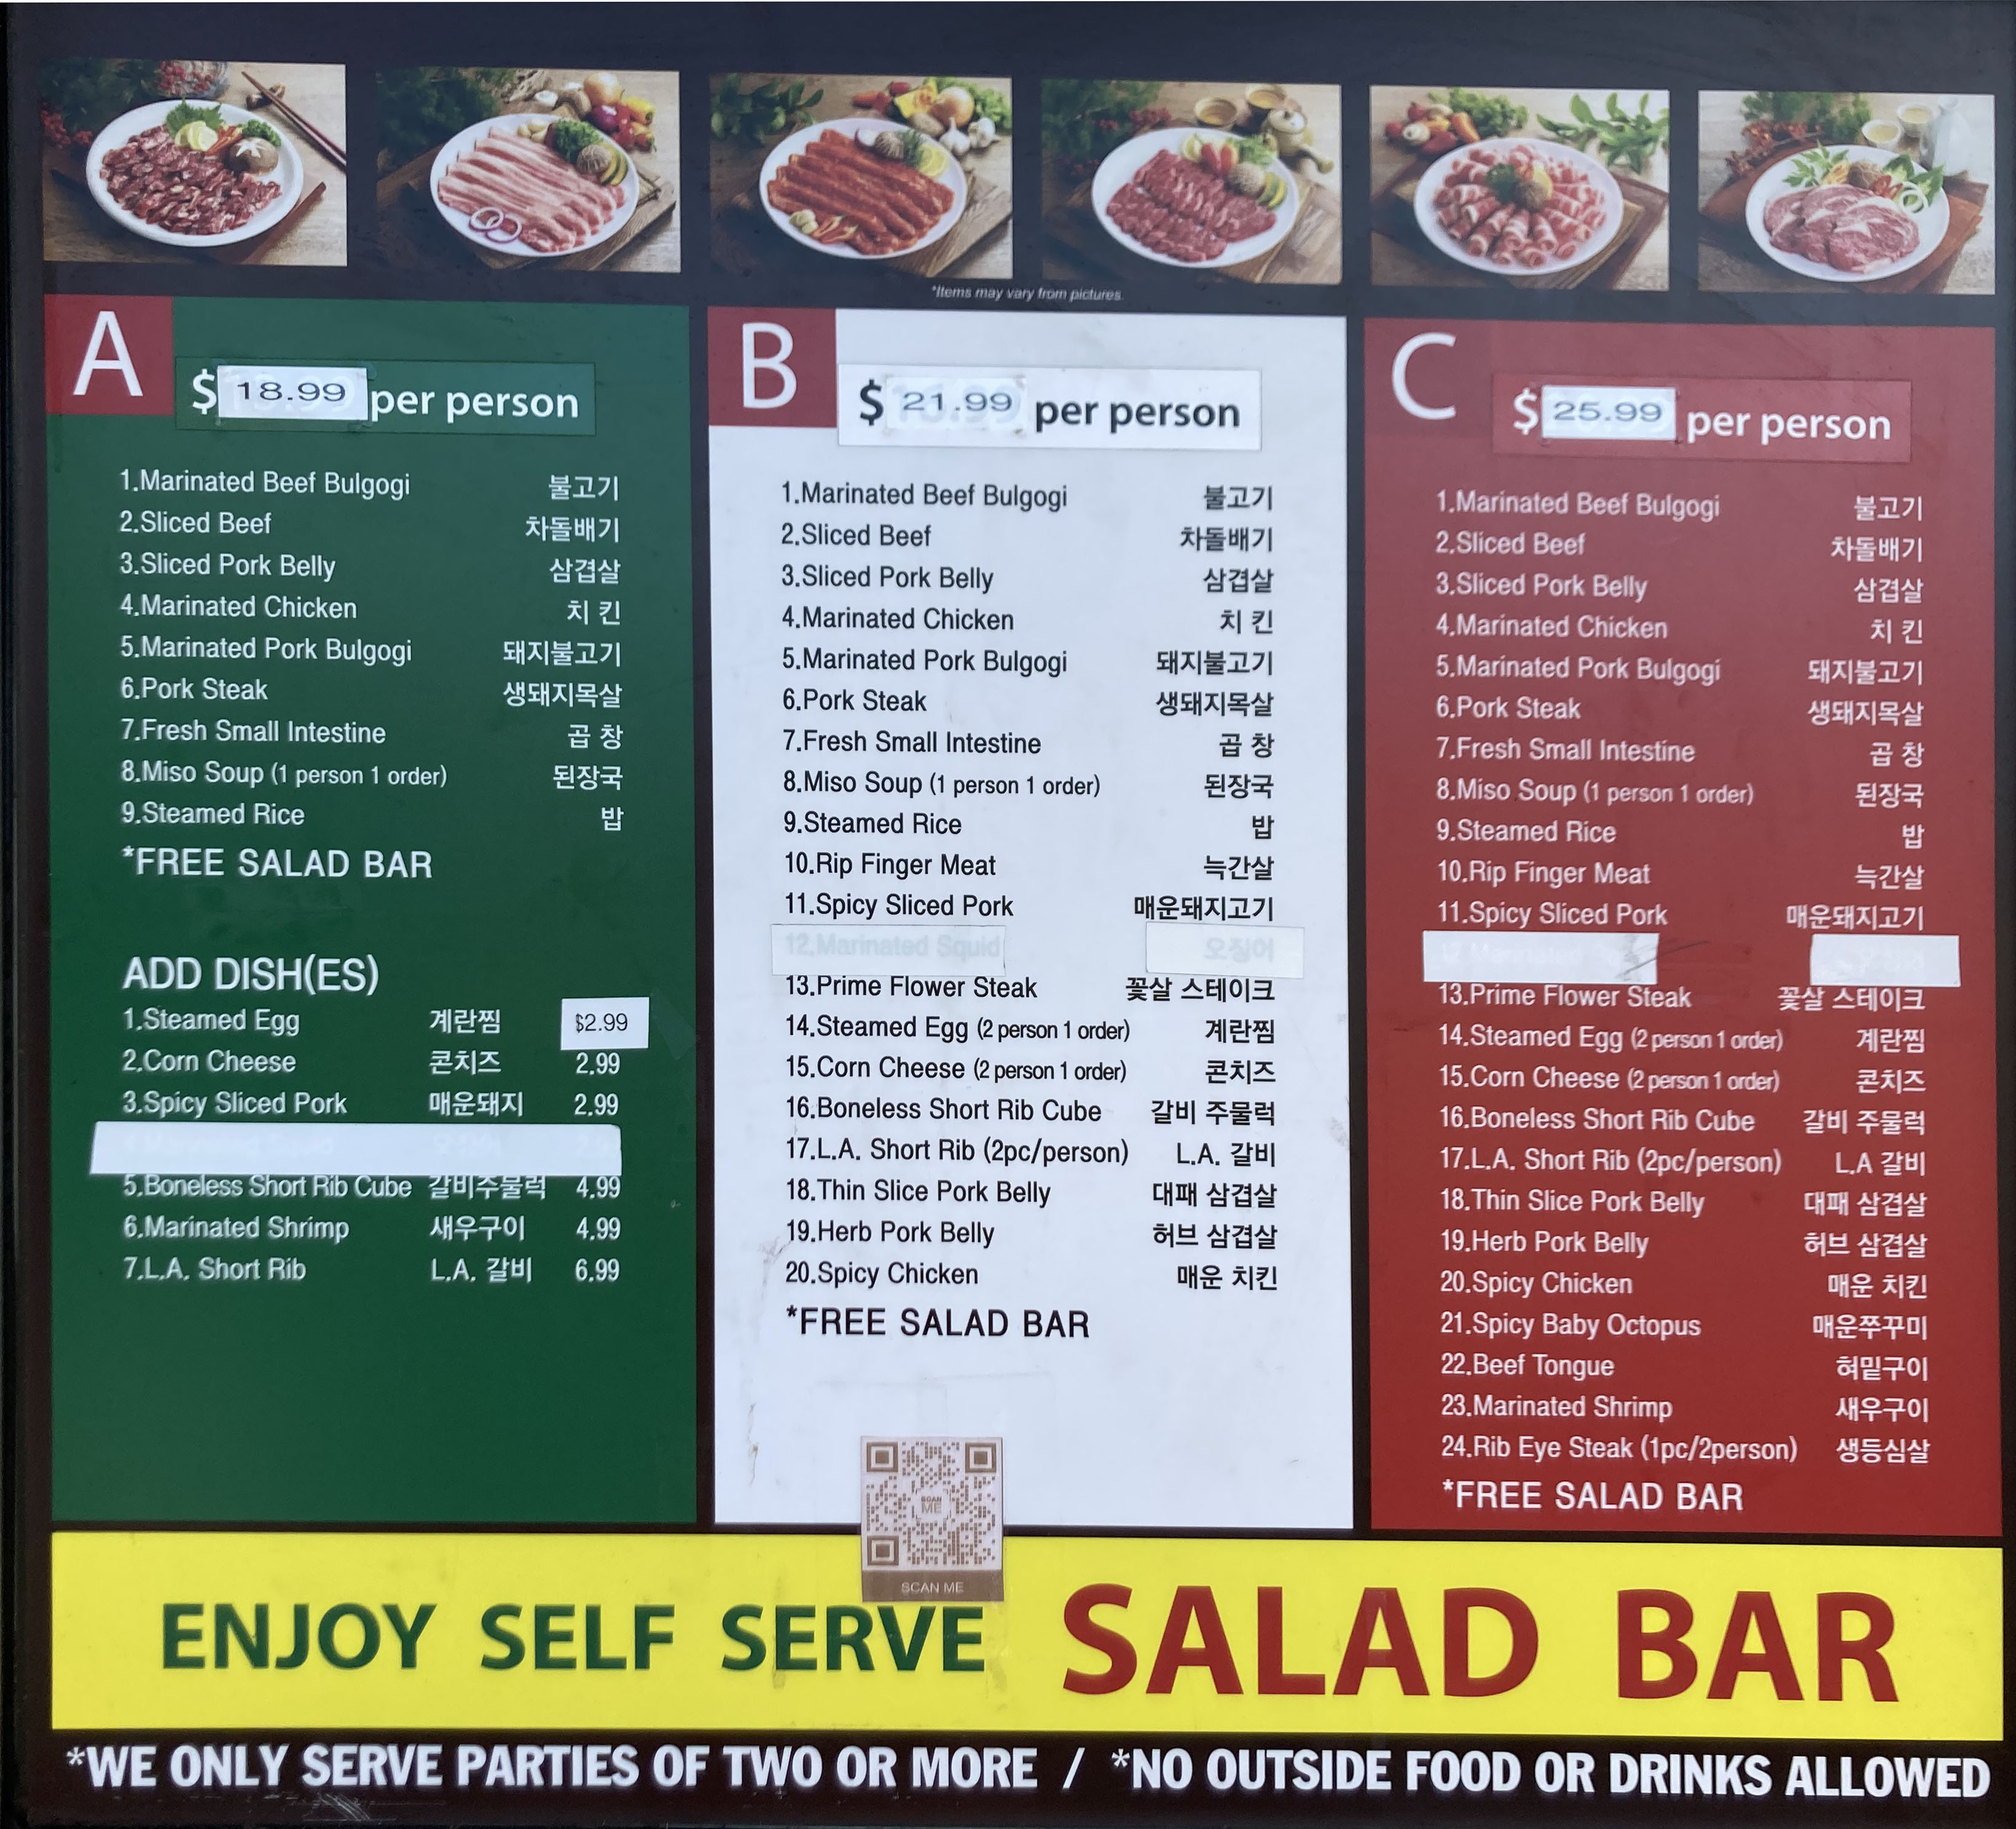 *Items may vary from pictures.
A
$ 18.99 per person
1.Marinated Beef Bulgogi 불고기
2.Sliced Beef 차돌배기
3.Sliced Pork Belly 삼겹살
4.Marinated Chicken 치 킨
5.Marinated Pork Bulgogi 돼지불고기
6.Pork Steak 생돼지목살
7.Fresh Small Intestine 곱 창
8.Miso Soup (1 person 1 order) 된장국
9.Steamed Rice 밥
*FREE SALAD BAR
ADD DISH(ES)
1.Steamed Egg 계란찜 $2.99
2.Corn Cheese 콘치즈 2.99
3.Spicy Sliced Pork 매운돼지 2.99
5.Boneless Short Rib Cube 갈비주물럭 4.99
6.Marinated Shrimp 새우구이 4.99
7.L.A. Short Rib L.A. 갈비 6.99
B
$ 21.99 per person
1.Marinated Beef Bulgogi 불고기
2.Sliced Beef 차돌배기
3.Sliced Pork Belly 삼겹살
4.Marinated Chicken 치 킨
5.Marinated Pork Bulgogi 돼지불고기
6.Pork Steak 생돼지목살
7.Fresh Small Intestine 곱 창
8.Miso Soup (1 person 1 order) 된장국
9.Steamed Rice 밥
10.Rip Finger Meat 늑간살
11.Spicy Sliced Pork 매운돼지고기
12.Marinated Squid 오징어
13.Prime Flower Steak 꽃살 스테이크
14.Steamed Egg (2 person 1 order) 계란찜
15.Corn Cheese (2 person 1 order) 콘치즈
16.Boneless Short Rib Cube 갈비 주물럭
17.L.A. Short Rib (2pc/person) L.A. 갈비
18.Thin Slice Pork Belly 대패 삼겹살
19.Herb Pork Belly 허브 삼겹살
20.Spicy Chicken 매운 치킨
*FREE SALAD BAR
C
$ 25.99 per person
1.Marinated Beef Bulgogi 불고기
2.Sliced Beef 차돌배기
3.Sliced Pork Belly 삼겹살
4.Marinated Chicken 치 킨
5.Marinated Pork Bulgogi 돼지불고기
6.Pork Steak 생돼지목살
7.Fresh Small Intestine 곱 창
8.Miso Soup (1 person 1 order) 된장국
9.Steamed Rice 밥
10.Rip Finger Meat 늑간살
11.Spicy Sliced Pork 매운돼지고기
13.Prime Flower Steak 꽃살 스테이크
14.Steamed Egg (2 person 1 order) 계란찜
15.Corn Cheese (2 person 1 order) 콘치즈
16.Boneless Short Rib Cube 갈비 주물럭
17.L.A. Short Rib (2pc/person) L.A 갈비
18.Thin Slice Pork Belly 대패 삼겹살
19.Herb Pork Belly 허브 삼겹살
20.Spicy Chicken 매운 치킨
21.Spicy Baby Octopus 매운쭈꾸미
22.Beef Tongue 혀밑구이
23.Marinated Shrimp 새우구이
24.Rib Eye Steak (1pc/2person) 생등심살
*FREE SALAD BAR
SCAN ME
SCAN ME
ENJOY SELF SERVE SALAD BAR
*WE ONLY SERVE PARTIES OF TWO OR MORE / *NO OUTSIDE FOOD OR DRINKS ALLOWED